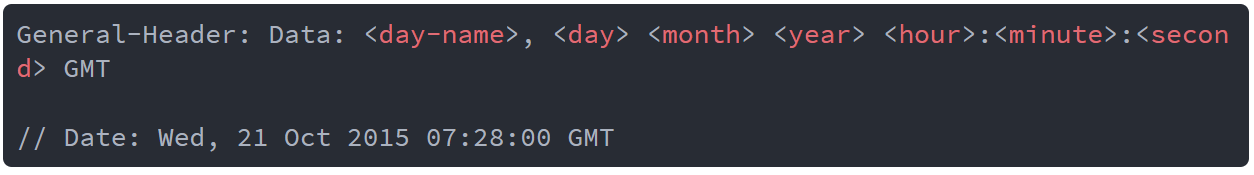 General-Header: Data: <day-name>, <day> <month> <year> <hour>:<minute>:<secon
d> GMT
// Date: Wed, 21 Oct 2015 07:28:00 GMT